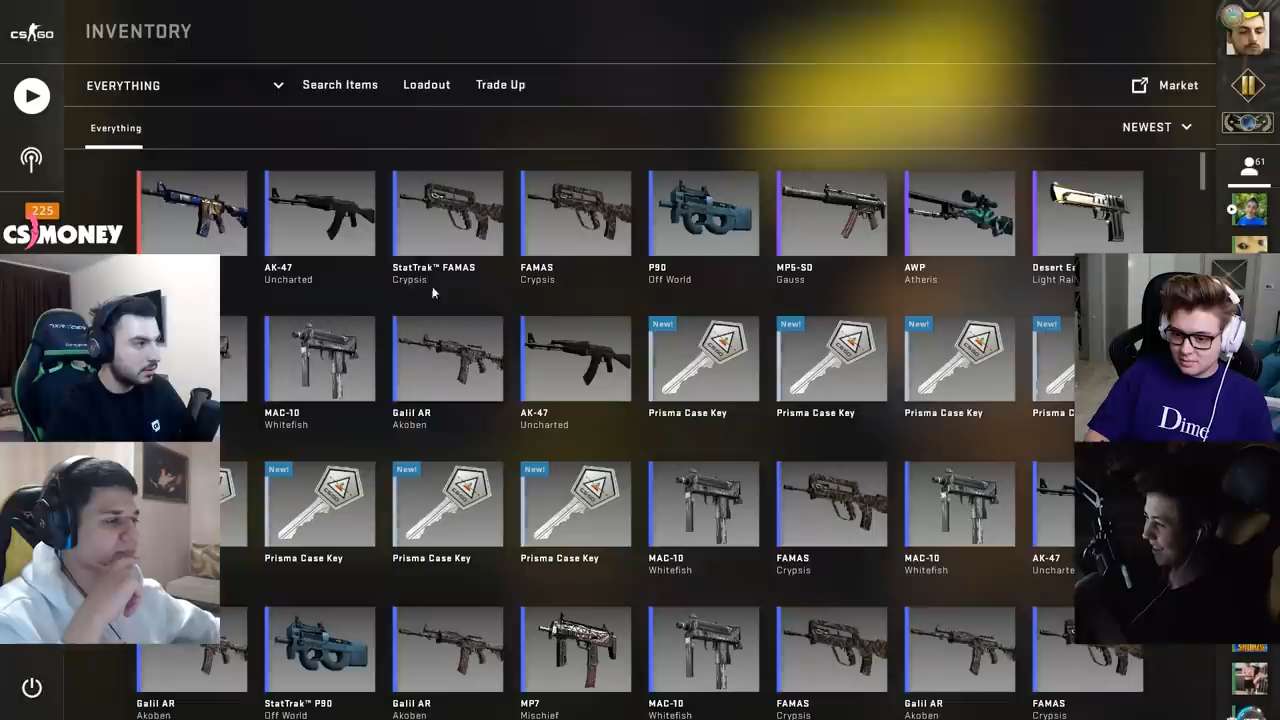 CS GO
INVENTORY
EVERYTHING
Search Items
Loadout
Trade Up
Market
Everything
NEWEST
61
225
CS MONEY
AK-47
Uncharted
StatTrak™ FAMAS
Crypsis
FAMAS
Crypsis
P90
Off World
MP5-SD
Gauss
AWP
Atheris
Desert Ea
Light Rai
MAC-10
Whitefish
Galil AR
Akoben
AK-47
Uncharted
New!
Prisma Case Key
New!
Prisma Case Key
New!
Prisma Case Key
New!
Prisma C
Dime
New!
Prisma Case Key
New!
Prisma Case Key
New!
Prisma Case Key
MAC-10
Whitefish
FAMAS
Crypsis
MAC-10
Whitefish
AK-47
Uncharte
Galil AR
Akoben
StatTrak™ P90
Off World
Galil AR
Akoben
MP7
Mischief
MAC-10
Whitefish
FAMAS
Crypsis
Galil AR
Akoben
FAMAS
Crypsis